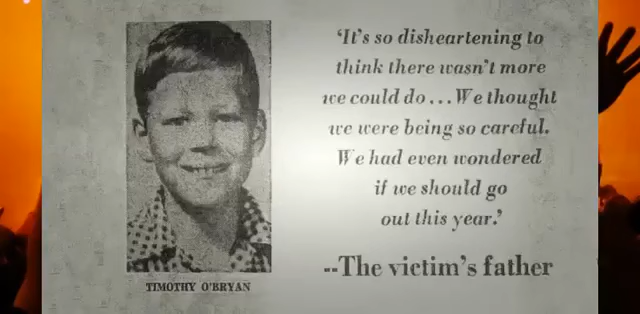 'It's so disheartening to
think there wasn't more
we could do...We thought
we were being so careful.
We had even wondered
if we should go
out this year.'
--The victim's father
TIMOTHY O'BRYAN